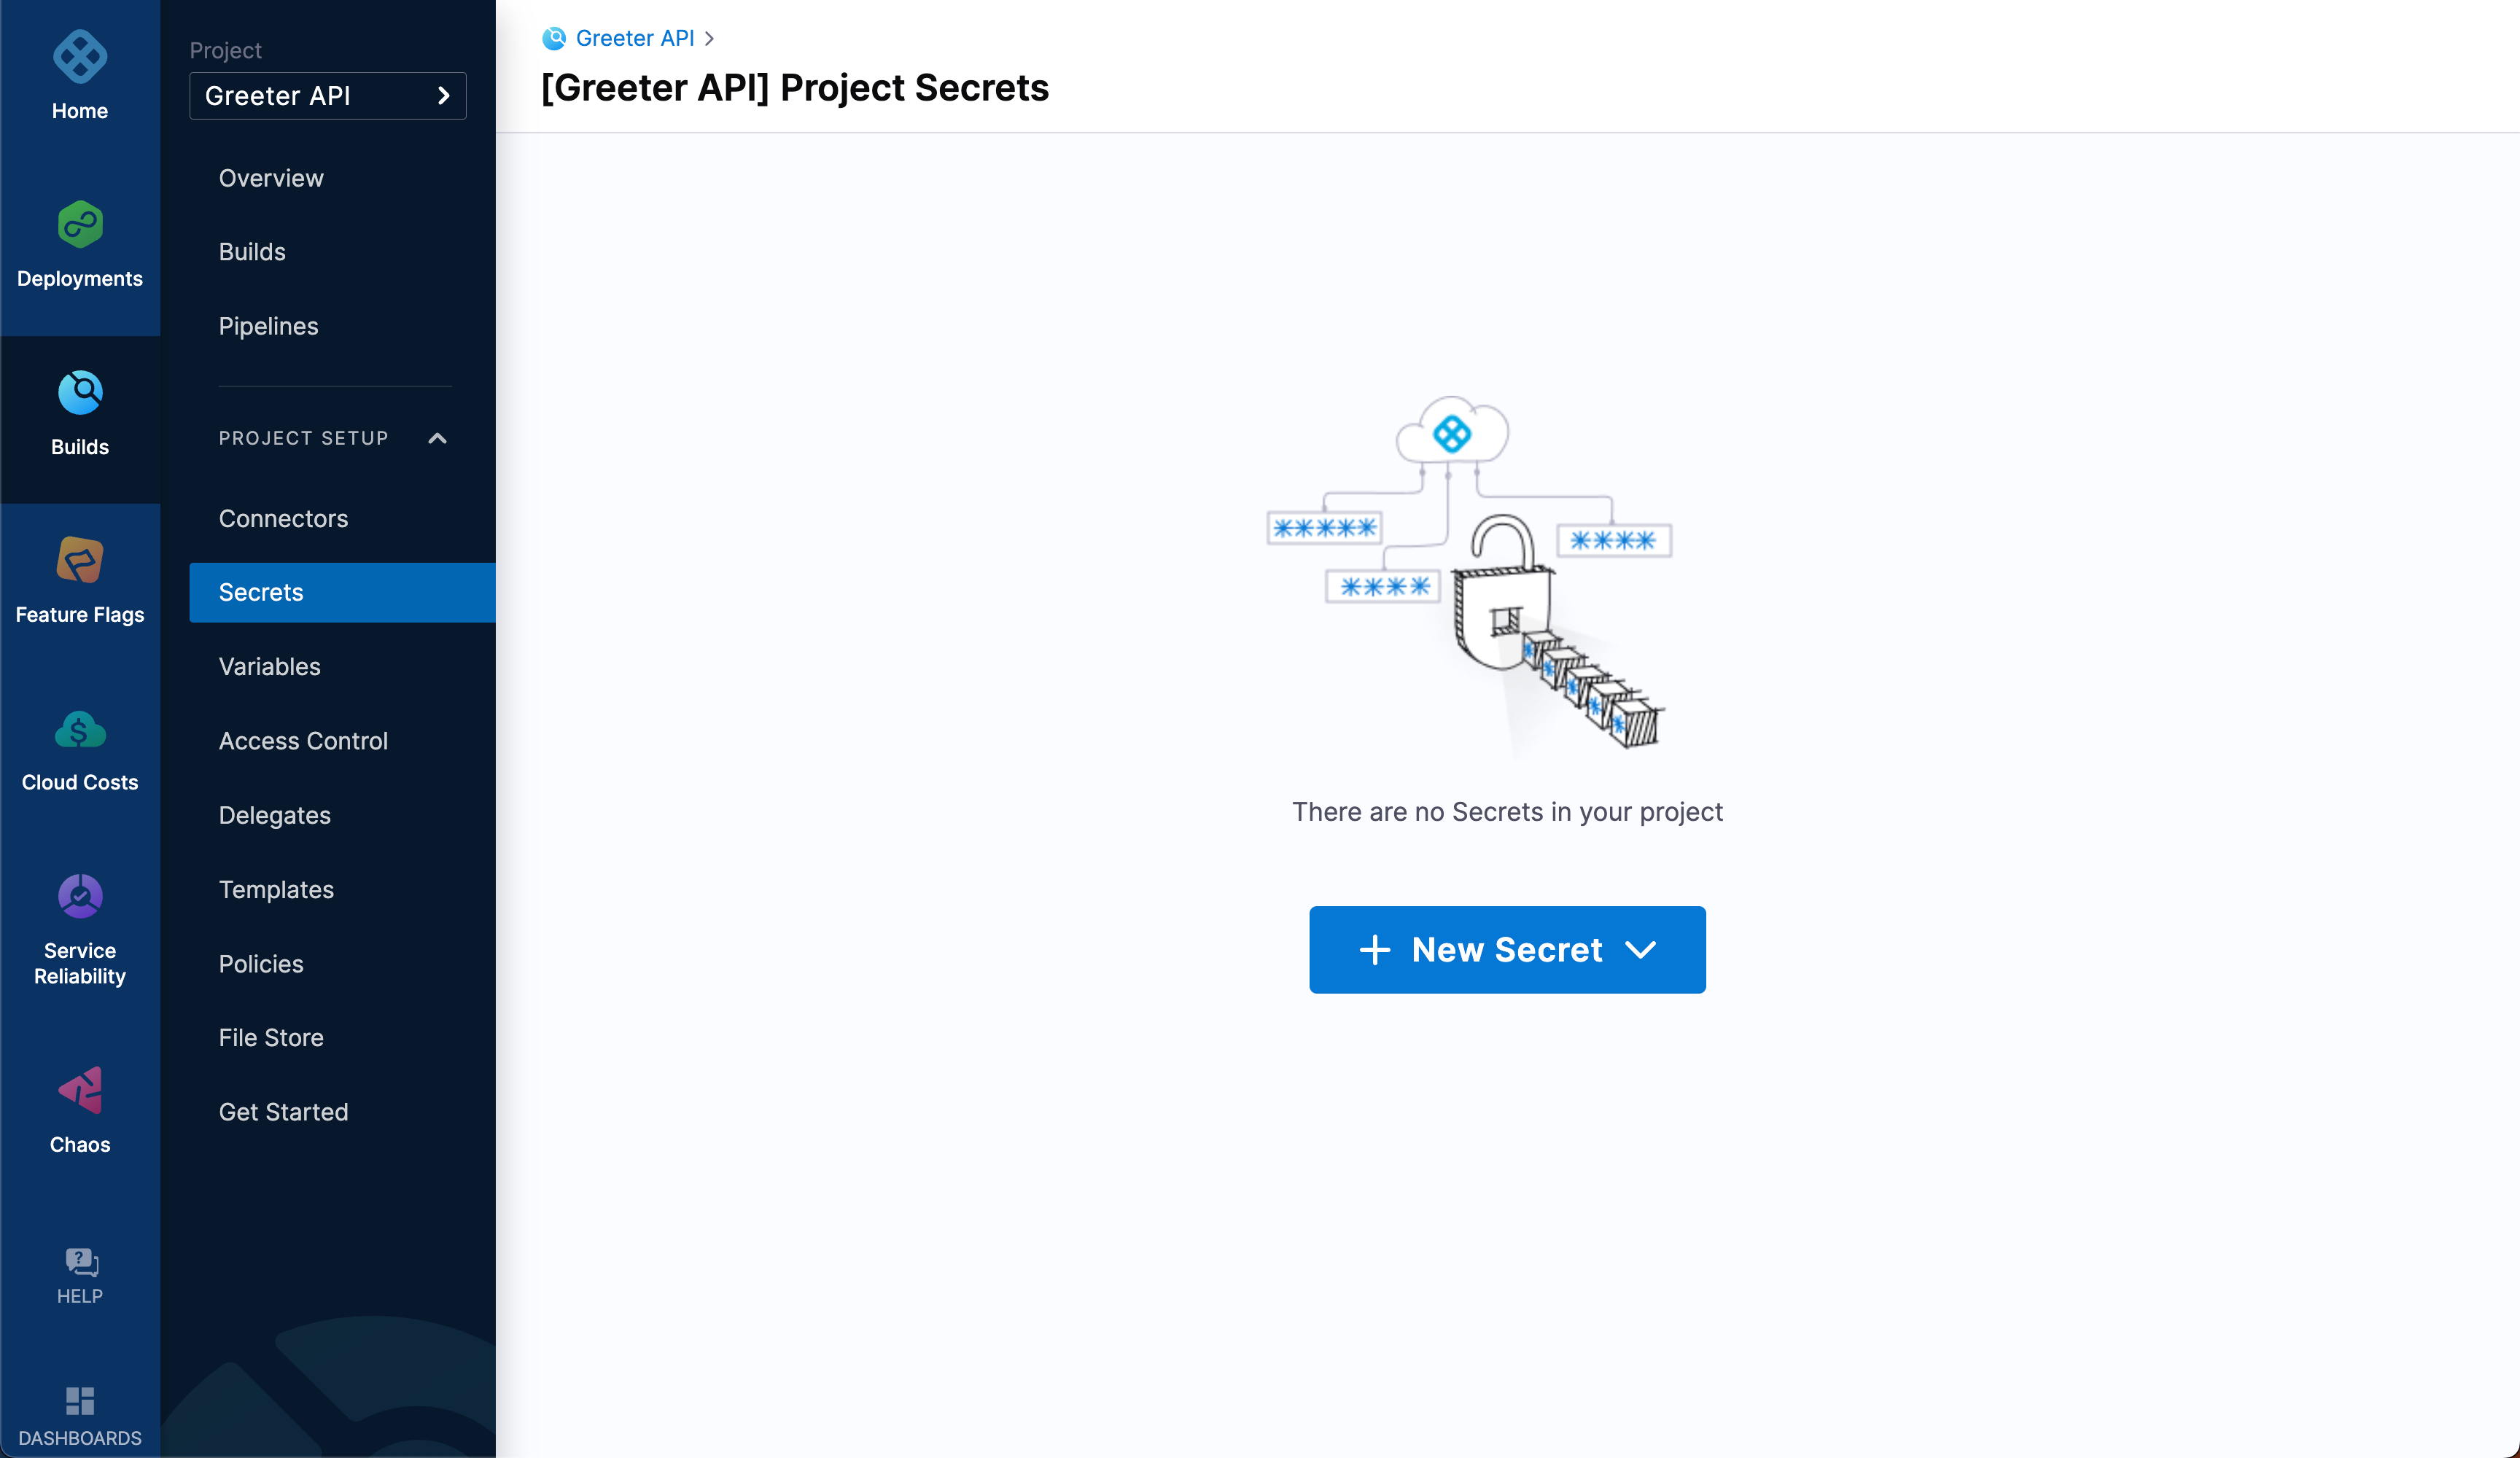 Home
Deployments
Builds
Feature Flags
Cloud Costs
Service
Reliability
Chaos
HELP
DASHBOARDS
Project
Greeter API
Overview
Builds
Pipelines
PROJECT SETUP
Connectors
Secrets
Variables
Access Control
Delegates
Templates
Policies
File Store
Get Started
Greeter API
[Greeter API] Project Secrets
There are no Secrets in your project
+ New Secret